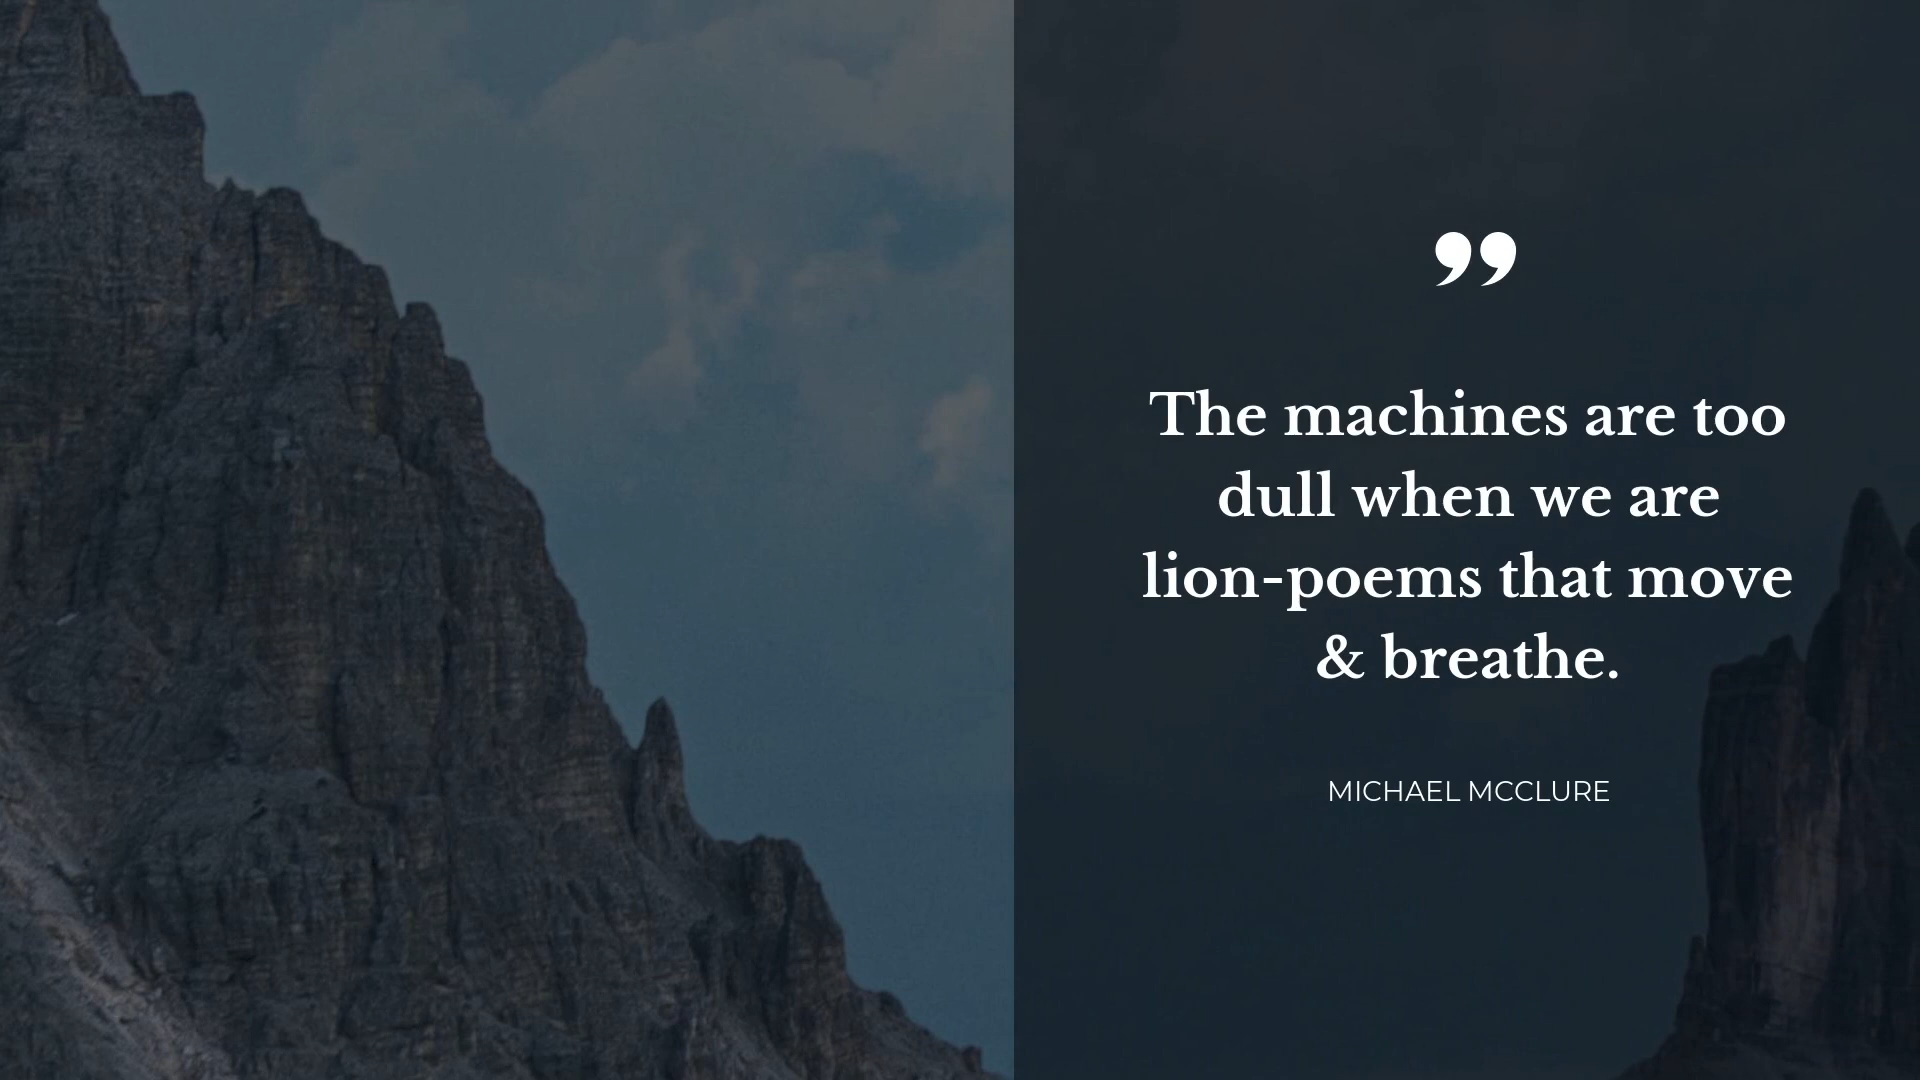 ”
The machines are too
dull when we are
lion-poems that move
& breathe.
MICHAEL MCCLURE